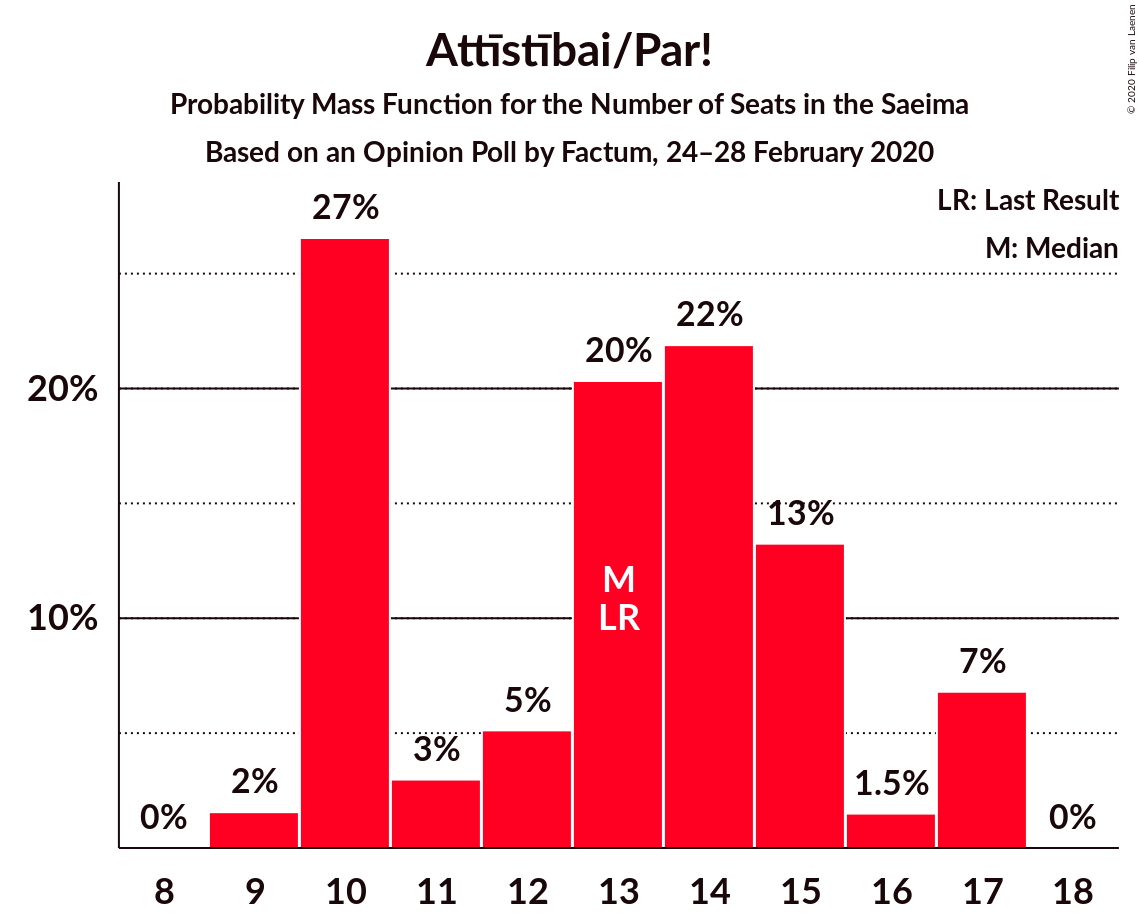 Attīstībai/Par!
Probability Mass Function for the Number of Seats in the Saeima
Based on an Opinion Poll by Factum, 24–28 February 2020
© 2020 Filip van Laenen
LR: Last Result
M: Median
27%
22%
20%
20%
13%
M
LR
10%
7%
5%
3%
1.5%
2%
0%
0%
8 9 10 11 12 13 14 15 16 17 18